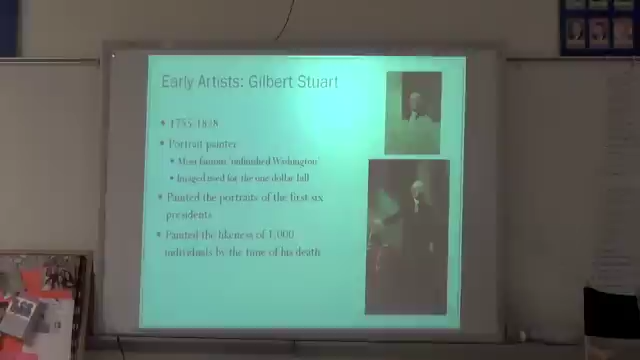 Early Artists: Gilbert Stuart
• 1755-1828
• Portrait painter
• Most famous 'unfinished Washington'
• Imaged used for the one dollar bill
• Painted the portraits of the first six
presidents
• Painted the likeness of 1,000
individuals by the time of his death